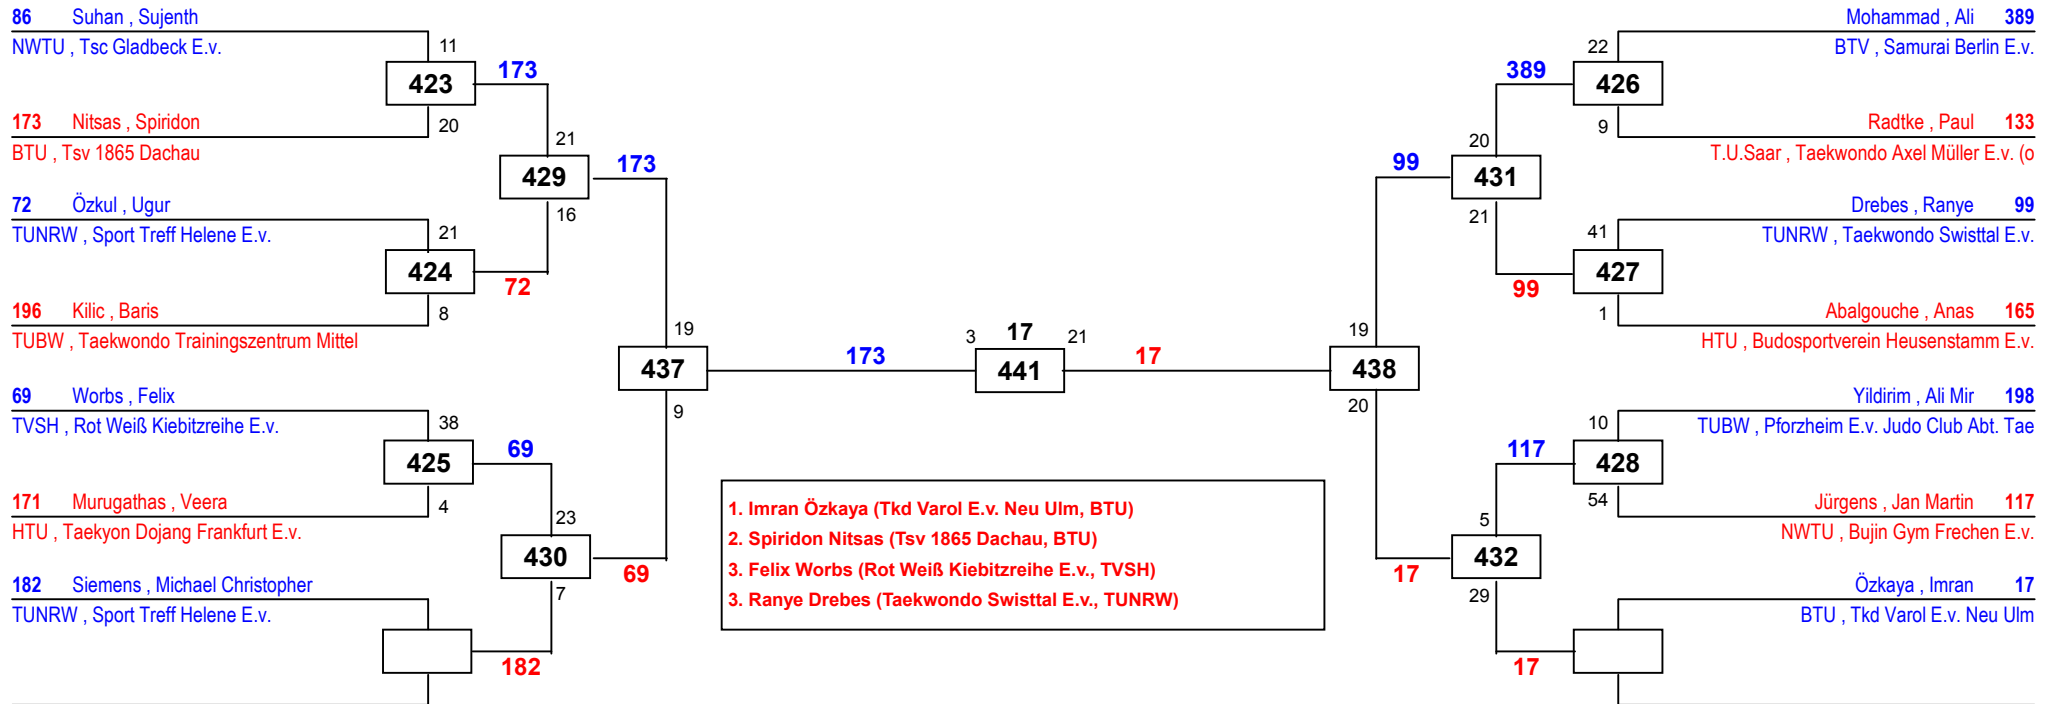 86 Suhan , Sujenth
NWTU , Tsc Gladbeck E.v.
11
423
173
20
173 Nitsas , Spiridon
BTU , Tsv 1865 Dachau
21
429
173
16
72 Özkul , Ugur
TUNRW , Sport Treff Helene E.v.
21
424
72
8
196 Kilic , Baris
TUBW , Taekwondo Trainingszentrum Mittel
19
437
173
9
69 Worbs , Felix
TVSH , Rot Weiß Kiebitzreihe E.v.
38
425
69
4
171 Murugathas , Veera
HTU , Taekyon Dojang Frankfurt E.v.
23
430
69
7
182 Siemens , Michael Christopher
TUNRW , Sport Treff Helene E.v.
182
3 17 21
441
17
1. Imran Özkaya (Tkd Varol E.v. Neu Ulm, BTU)
2. Spiridon Nitsas (Tsv 1865 Dachau, BTU)
3. Felix Worbs (Rot Weiß Kiebitzreihe E.v., TVSH)
3. Ranye Drebes (Taekwondo Swisttal E.v., TUNRW)
Mohammad , Ali 389
BTV , Samurai Berlin E.v.
22
389
426
9
Radtke , Paul 133
T.U.Saar , Taekwondo Axel Müller E.v. (o
20
99
431
21
Drebes , Ranye 99
TUNRW , Taekwondo Swisttal E.v.
41
427
99
1
Abalgouche , Anas 165
HTU , Budosportverein Heusenstamm E.v.
19
438
20
Yildirim , Ali Mir 198
TUBW , Pforzheim E.v. Judo Club Abt. Tae
10
117
428
54
Jürgens , Jan Martin 117
NWTU , Bujin Gym Frechen E.v.
5
432
17
29
Özkaya , Imran 17
BTU , Tkd Varol E.v. Neu Ulm
17